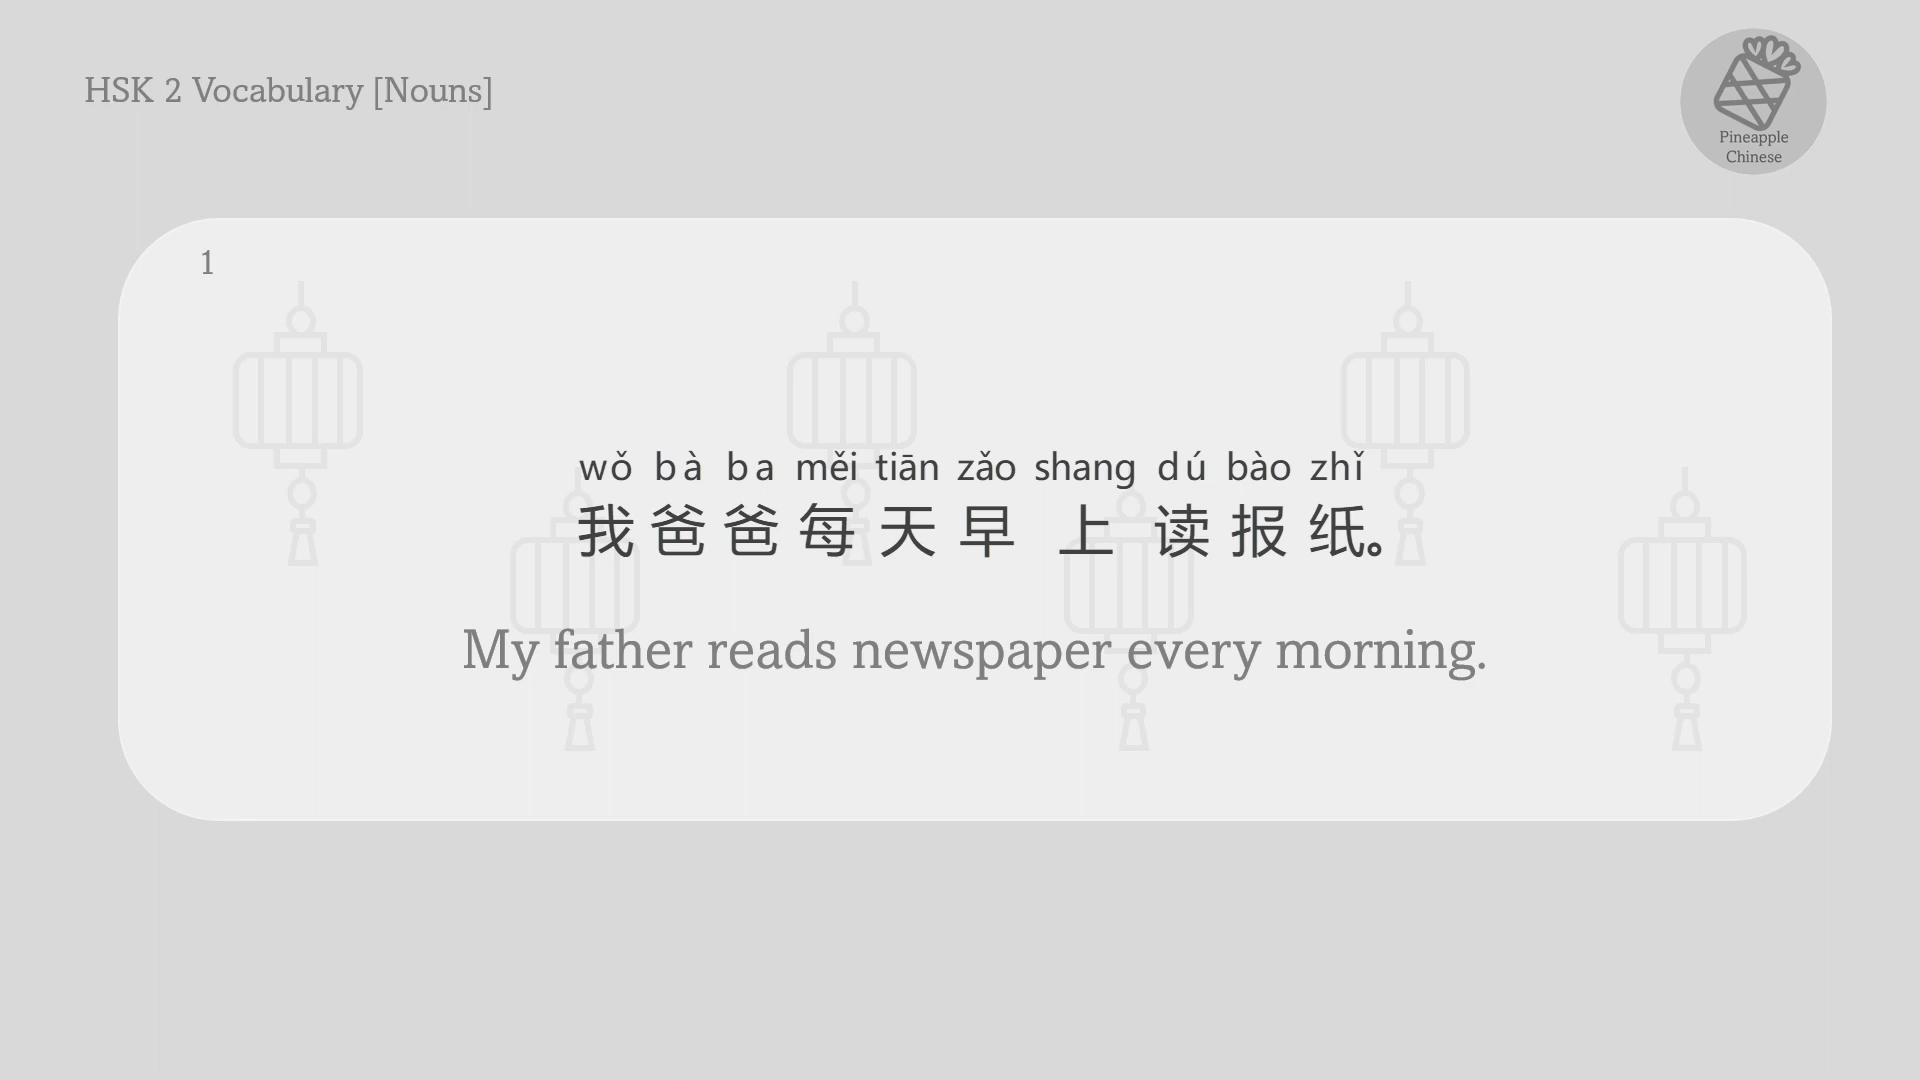 HSK 2 Vocabulary [Nouns]
Pineapple
Chinese
1
wǒ bà ba měi tiān zǎo shang dú bào zhǐ
我爸爸每天早上读报纸。
My father reads newspaper every morning.